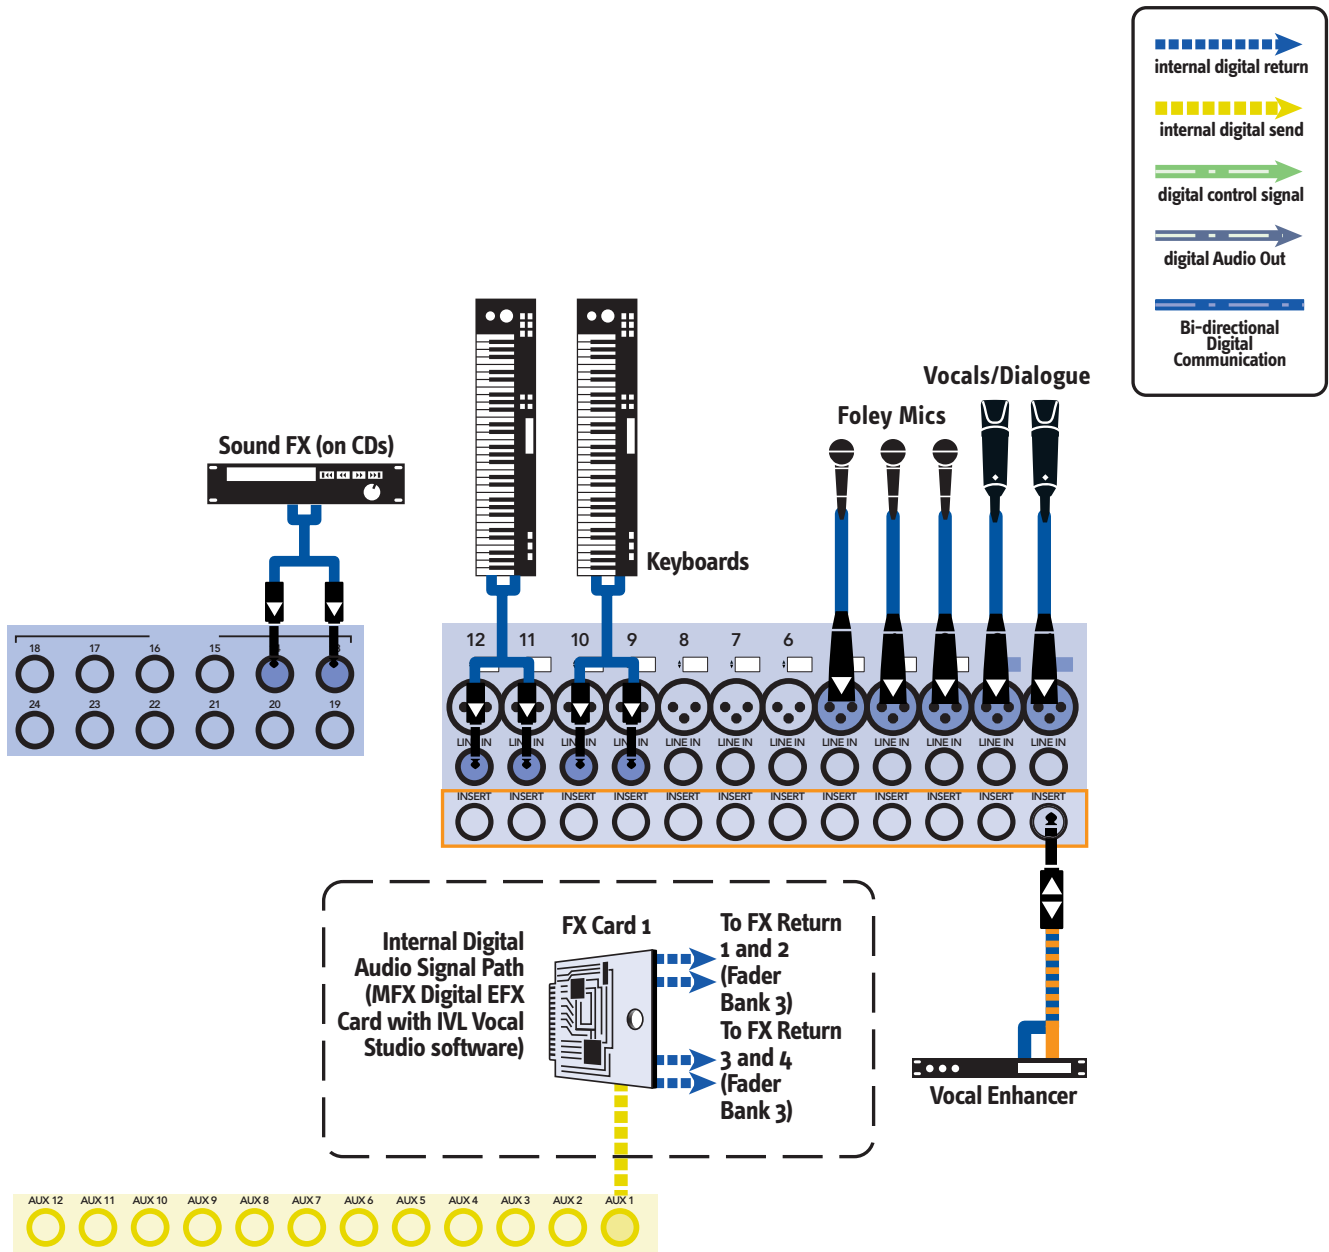 internal digital return
internal digital send
digital control signal
digital Audio Out
Bi-directional
Digital
Communication
Vocals/Dialogue
Foley Mics
Sound FX (on CDs)
Keyboards
12 11 10 9 8 7 6
18 17 16 15
24 23 22 21 20 19
LINE IN LINE IN LINE IN LINE IN LINE IN LINE IN LINE IN LINE IN LINE IN LINE IN LINE IN LINE IN
INSERT INSERT INSERT INSERT INSERT INSERT INSERT INSERT INSERT INSERT INSERT INSERT
Internal Digital
Audio Signal Path
(MFX Digital EFX
Card with IVL Vocal
Studio software)
FX Card 1
To FX Return
1 and 2
(Fader
Bank 3)
To FX Return
3 and 4
(Fader
Bank 3)
Vocal Enhancer
AUX 12 AUX 11 AUX 10 AUX 9 AUX 8 AUX 7 AUX 6 AUX 5 AUX 4 AUX 3 AUX 2 AUX 1